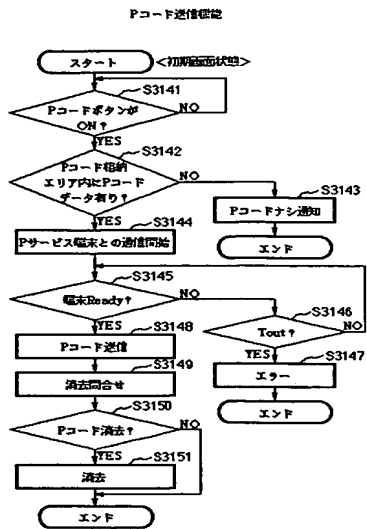 Pコード送信機能
スタート
<初期画面状態>
S3141
Pコードボタンが
ON?
NO
YES
S3142
Pコード格納
エリア内にPコード
データ有り?
NO
YES
S3143
Pコードナシ通知
エンド
S3144
Pサービス端末との通信開始
S3145
端末Ready?
NO
YES
S3146
Tout?
NO
YES
S3147
エラー
エンド
S3148
Pコード送信
S3149
消去問合せ
S3150
Pコード消去?
NO
YES
S3151
消去
エンド